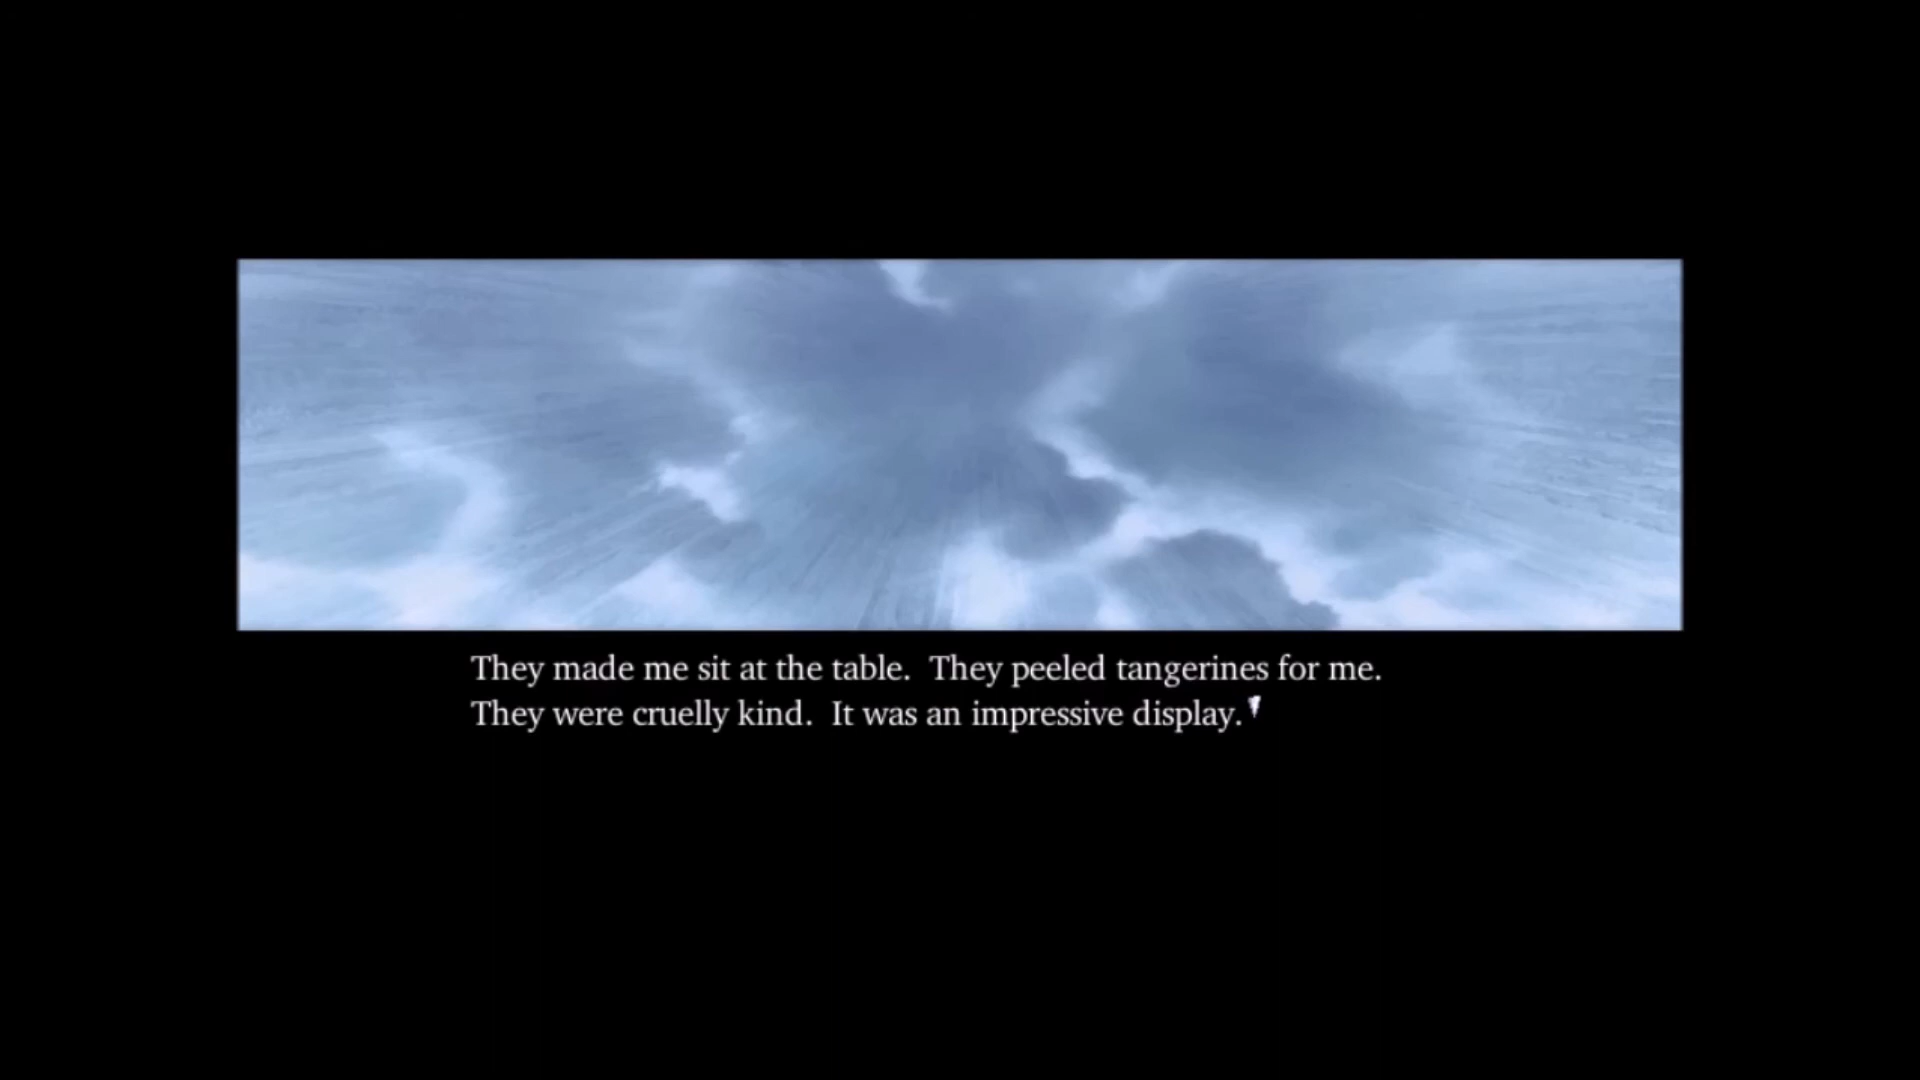 They made me sit at the table.  They peeled tangerines for me.
They were cruelly kind.  It was an impressive display.